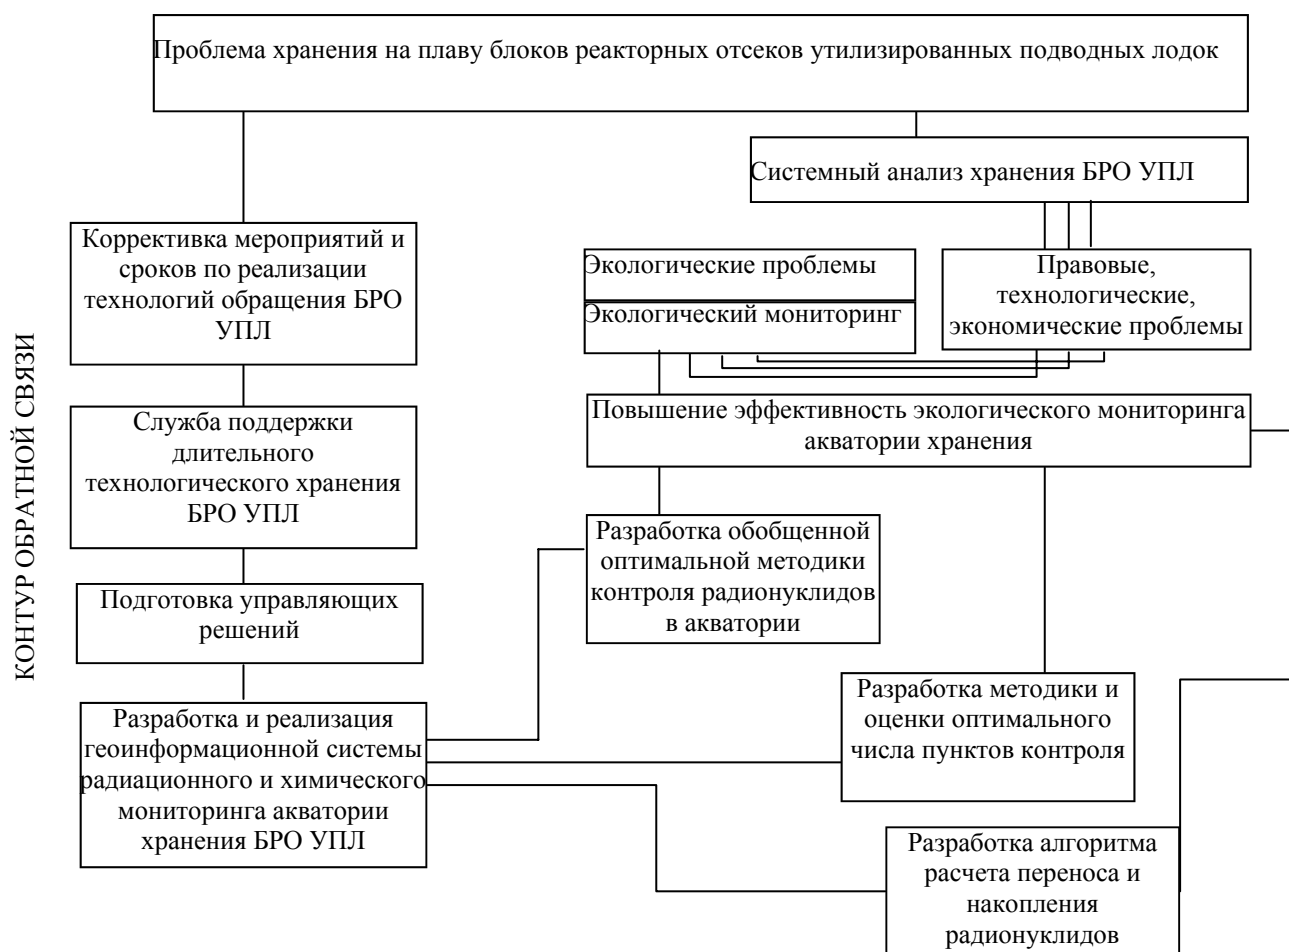 Проблема хранения на плаву блоков реакторных отсеков утилизированных подводных лодок
Системный анализ хранения БРО УПЛ
Коррективка мероприятий и
сроков по реализации
технологий обращения БРО
УПЛ
Экологические проблемы
Экологический мониторинг
Правовые,
технологические,
экономические проблемы
КОНТУР ОБРАТНОЙ СВЯЗИ
Служба поддержки
длительного
технологического хранения
БРО УПЛ
Повышение эффективность экологического мониторинга
акватории хранения
Разработка обобщенной
оптимальной методики
контроля радионуклидов
в акватории
Подготовка управляющих
решений
Разработка и реализация
геоинформационной системы
радиационного и химического
мониторинга акватории
хранения БРО УПЛ
Разработка методики и
оценки оптимального
числа пунктов контроля
Разработка алгоритма
расчета переноса и
накопления
радионуклидов